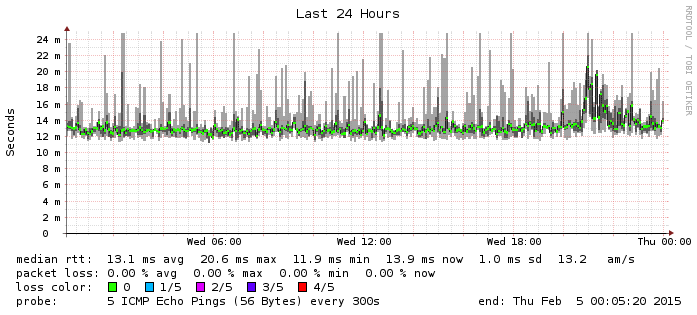 Last 24 Hours
RRDTOOL / TOBI OETIKER
Seconds
24 m
22 m
20 m
18 m
16 m
14 m
12 m
10 m
8 m
6 m
4 m
2 m
0
Wed 06:00 Wed 12:00 Wed 18:00 Thu 00:00
median rtt: 13.1 ms avg 20.6 ms max 11.9 ms min 13.9 ms now 1.0 ms sd 13.2 am/s
packet loss: 0.00 % avg 0.00 % max 0.00 % min 0.00 % now
loss color: 0 1/5 2/5 3/5 4/5
probe: 5 ICMP Echo Pings (56 Bytes) every 300s end: Thu Feb 5 00:05:20 2015